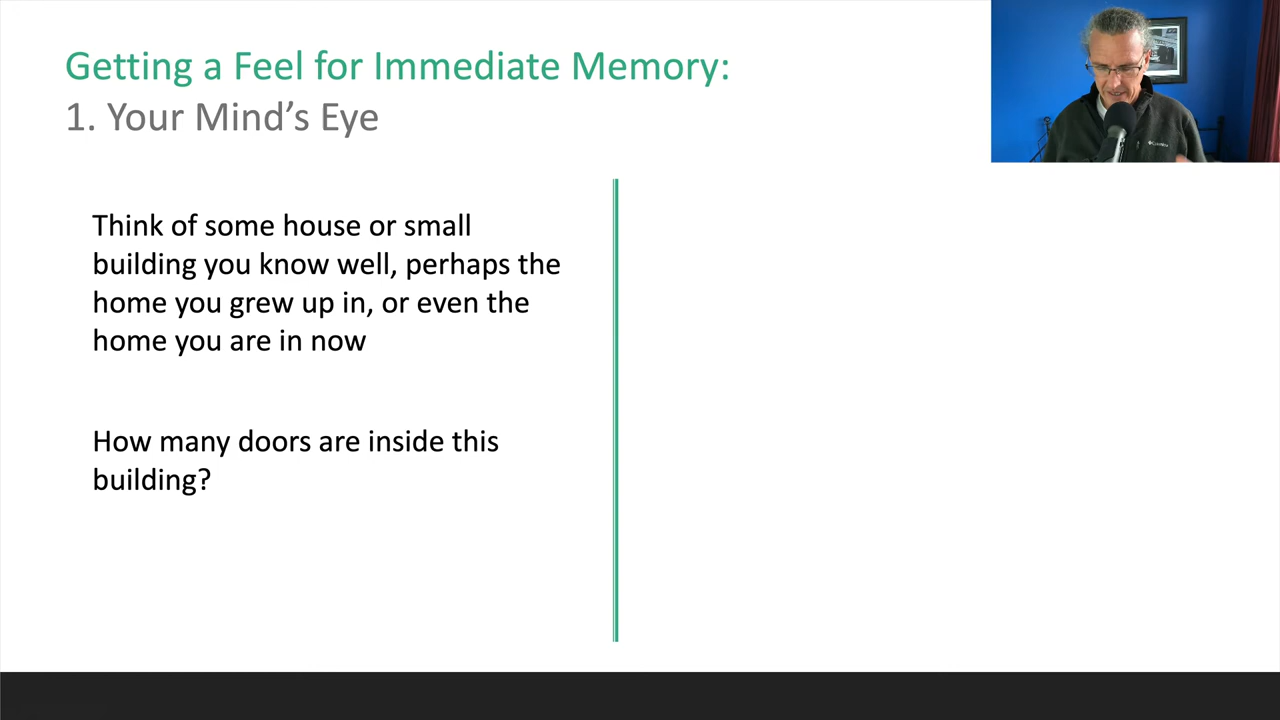 Getting a Feel for Immediate Memory:
1. Your Mind’s Eye
Think of some house or small
building you know well, perhaps the
home you grew up in, or even the
home you are in now
How many doors are inside this
building?